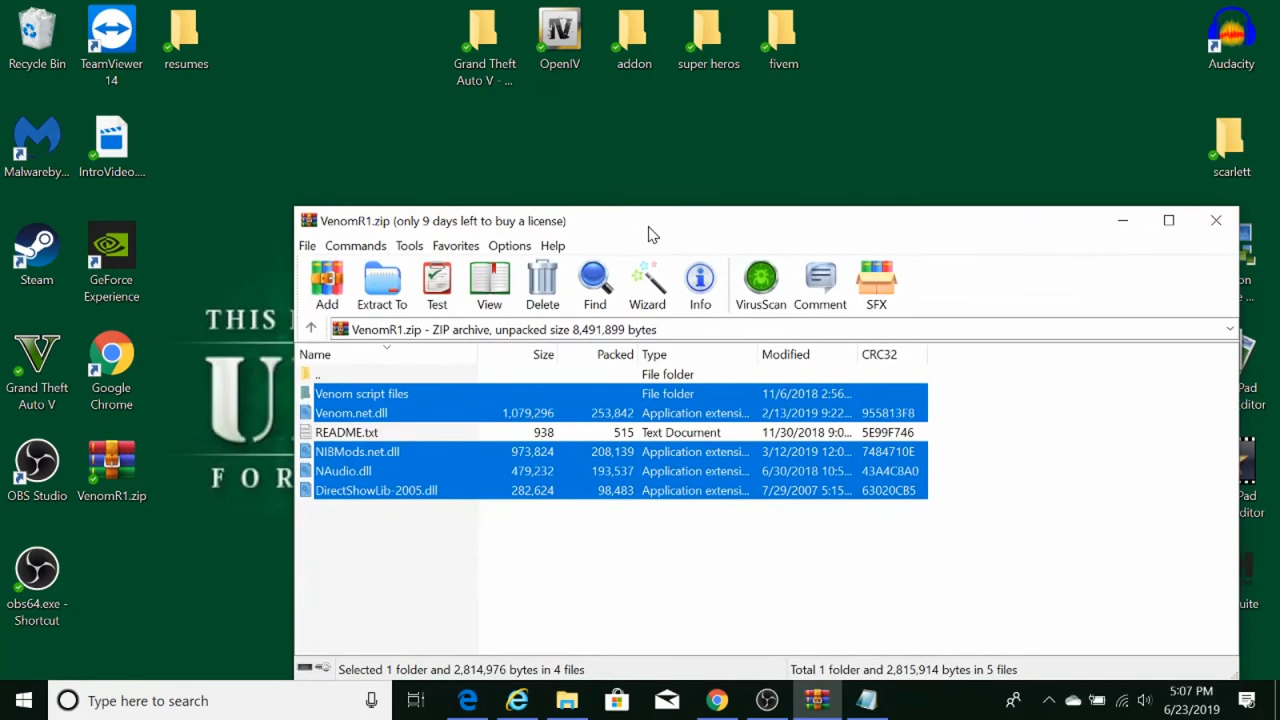 Recycle Bin
TeamViewer
14
resumes
Grand Theft
Auto V - ...
OpenIV
addon
super heros
fivem
Audacity
Malwareby...
IntroVideo....
scarlett
Steam
GeForce
Experience
Grand Theft
Auto V
Google
Chrome
OBS Studio
VenomR1.zip
obs64.exe -
Shortcut
THIS
U
FOR
VenomR1.zip (only 9 days left to buy a license)
File Commands Tools Favorites Options Help
Add Extract To Test View Delete Find Wizard Info VirusScan Comment SFX
VenomR1.zip - ZIP archive, unpacked size 8,491,899 bytes
Name Size Packed Type Modified CRC32
.. File folder
Venom script files File folder 11/6/2018 2:56...
Venom.net.dll 1,079,296 253,842 Application extensi... 2/13/2019 9:22... 955813F8
README.txt 938 515 Text Document 11/30/2018 9:0... 5E99F746
NIBMods.net.dll 973,824 208,139 Application extensi... 3/12/2019 12:0... 7484710E
NAudio.dll 479,232 193,537 Application extensi... 6/30/2018 10:5... 43A4C8A0
DirectShowLib-2005.dll 282,624 98,483 Application extensi... 7/29/2007 5:15... 63020CB5
Selected 1 folder and 2,814,976 bytes in 4 files
Total 1 folder and 2,815,914 bytes in 5 files
Type here to search
5:07 PM
6/23/2019